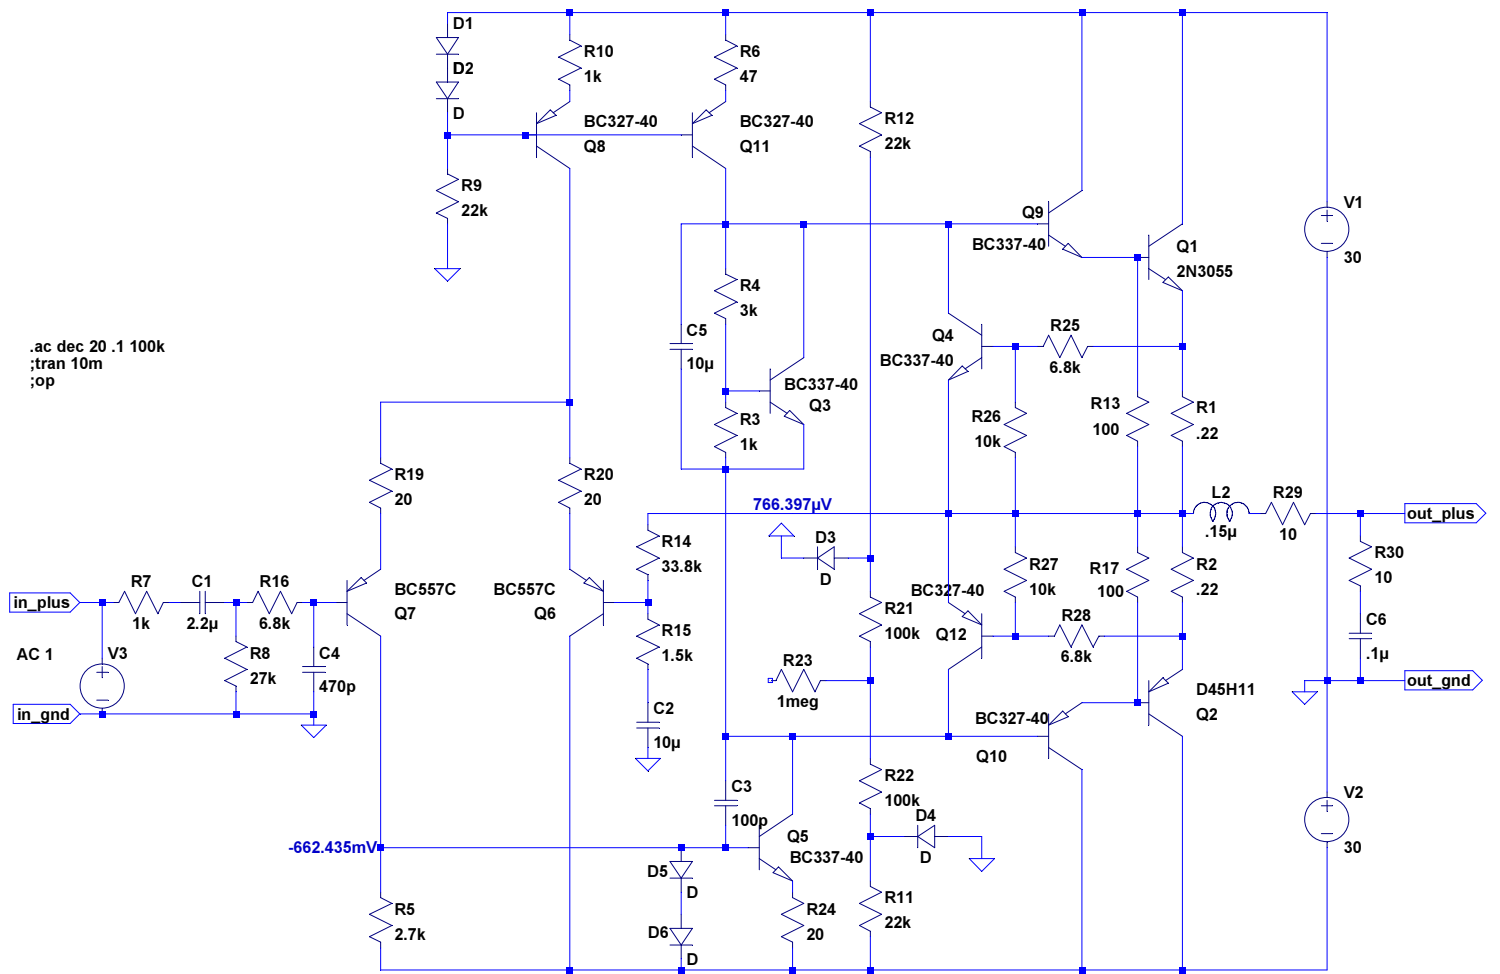 D1
D2
D
R10
1k
R6
47
BC327-40
Q8
BC327-40
Q11
R12
22k
R9
22k
Q9
BC337-40
Q1
2N3055
V1
30
R4
3k
C5
10µ
Q4
BC337-40
R25
6.8k
.ac dec 20 .1 100k
;tran 10m
;op
BC337-40
Q3
R3
1k
R26
10k
R13
100
R1
.22
R19
20
R20
20
766.397µV
L2
.15µ
R29
10
out_plus
R14
33.8k
D3
D
R27
10k
R17
100
R2
.22
R30
10
in_plus
R7
1k
C1
2.2µ
R16
6.8k
BC557C
Q7
BC557C
Q6
BC327-40
Q12
R21
100k
R28
6.8k
C6
.1µ
AC 1
V3
R8
27k
C4
470p
R15
1.5k
R23
1meg
out_gnd
in_gnd
C2
10µ
BC327-40
Q10
D45H11
Q2
C3
100p
R22
100k
D4
D
V2
30
-662.435mV
Q5
BC337-40
D5
D
R5
2.7k
D6
D
R24
20
R11
22k